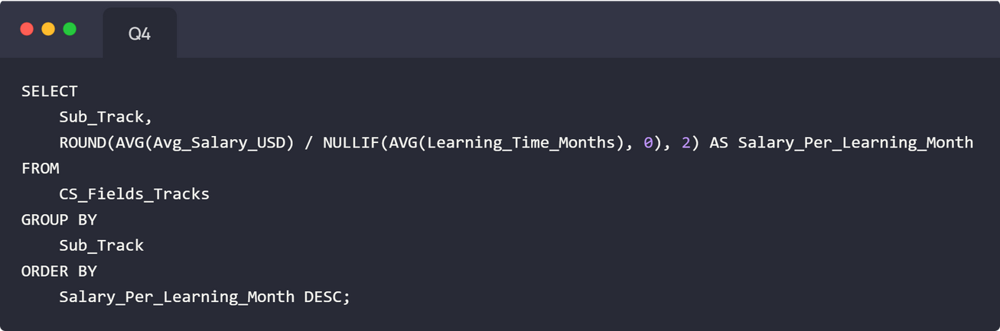 Q4
SELECT
Sub_Track,
ROUND(AVG(Avg_Salary_USD) / NULLIF(AVG(Learning_Time_Months), 0), 2) AS Salary_Per_Learning_Month
FROM
CS_Fields_Tracks
GROUP BY
Sub_Track
ORDER BY
Salary_Per_Learning_Month DESC;